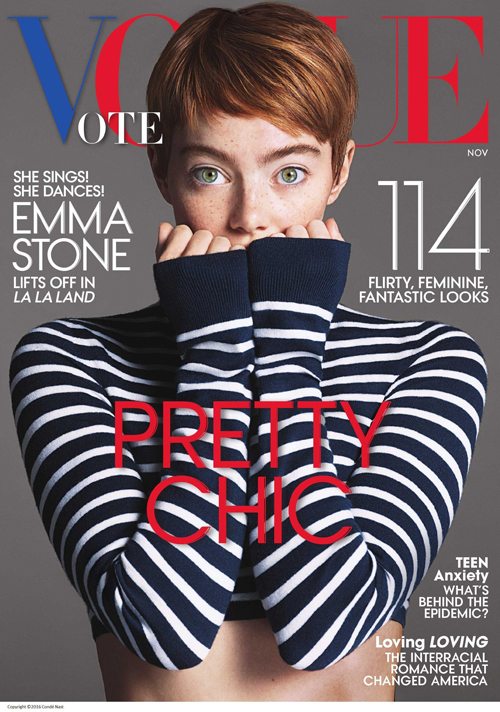 VOGUE
VOTE
NOV
SHE SINGS!
SHE DANCES!
EMMA
STONE
LIFTS OFF IN
LA LA LAND
114
FLIRTY, FEMININE,
FANTASTIC LOOKS
PRETTY
CHIC
TEEN
Anxiety
WHAT'S
BEHIND THE
EPIDEMIC?
Loving LOVING
THE INTERRACIAL
ROMANCE THAT
CHANGED AMERICA
Copyright ©2016 Condé Nast